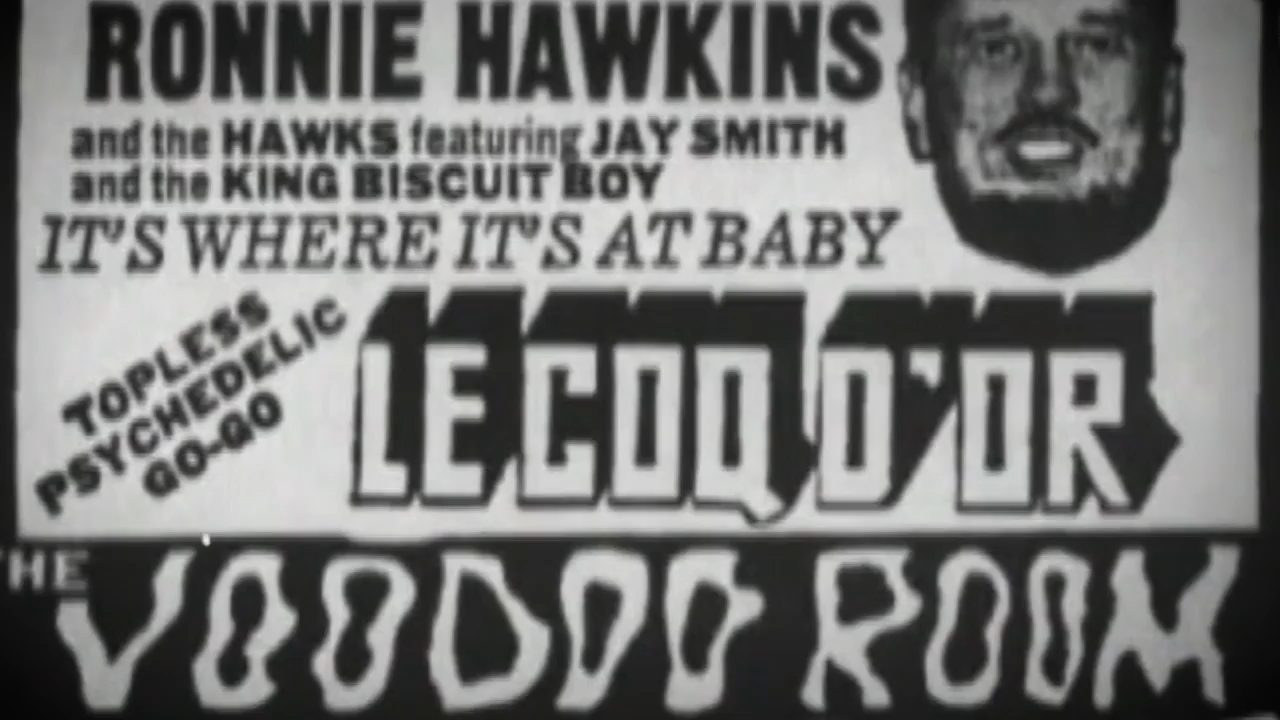 RONNIE HAWKINS
and the HAWKS featuring JAY SMITH
and the KING BISCUIT BOY
IT'S WHERE IT'S AT BABY
TOPLESS
PSYCHEDELIC
GO-GO
LE COQ D'OR
THE VOODOO ROOM